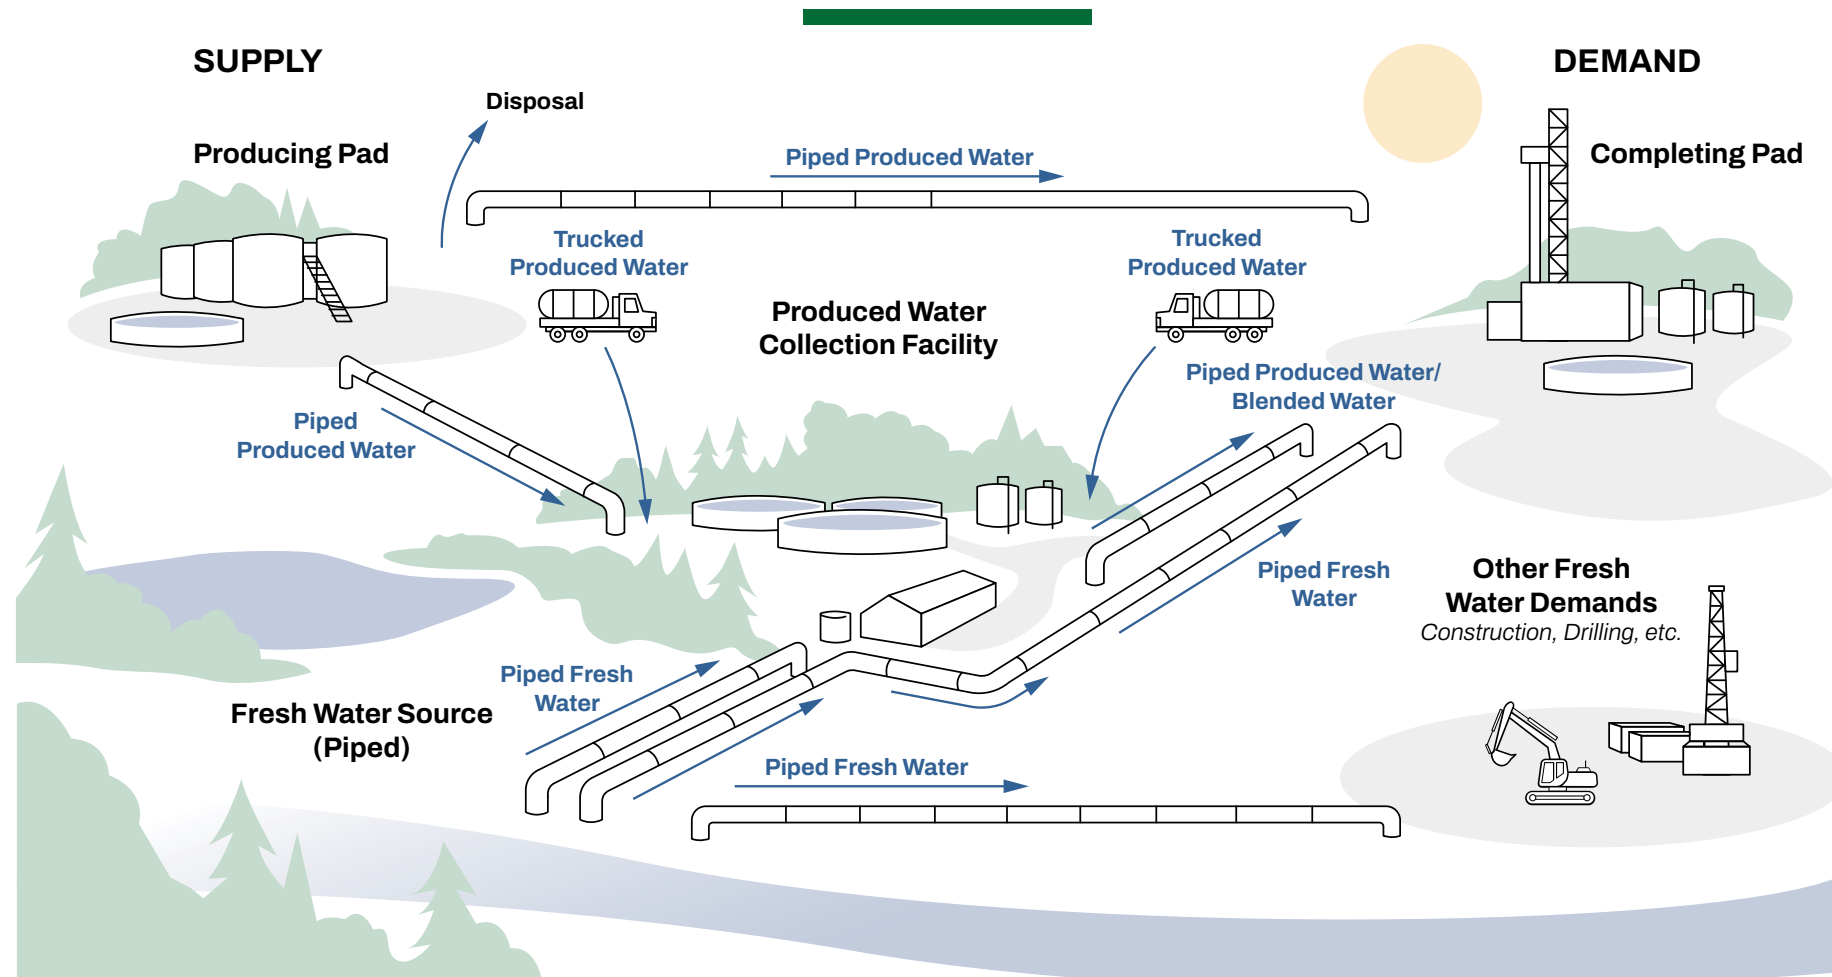 SUPPLY
DEMAND
Disposal
Producing Pad
Piped Produced Water
Completing Pad
Trucked
Produced Water
Trucked
Produced Water
Produced Water
Collection Facility
Piped Produced Water/
Blended Water
Piped
Produced Water
Piped Fresh
Water
Other Fresh
Water Demands
Construction, Drilling, etc.
Piped Fresh
Water
Fresh Water Source
(Piped)
Piped Fresh Water